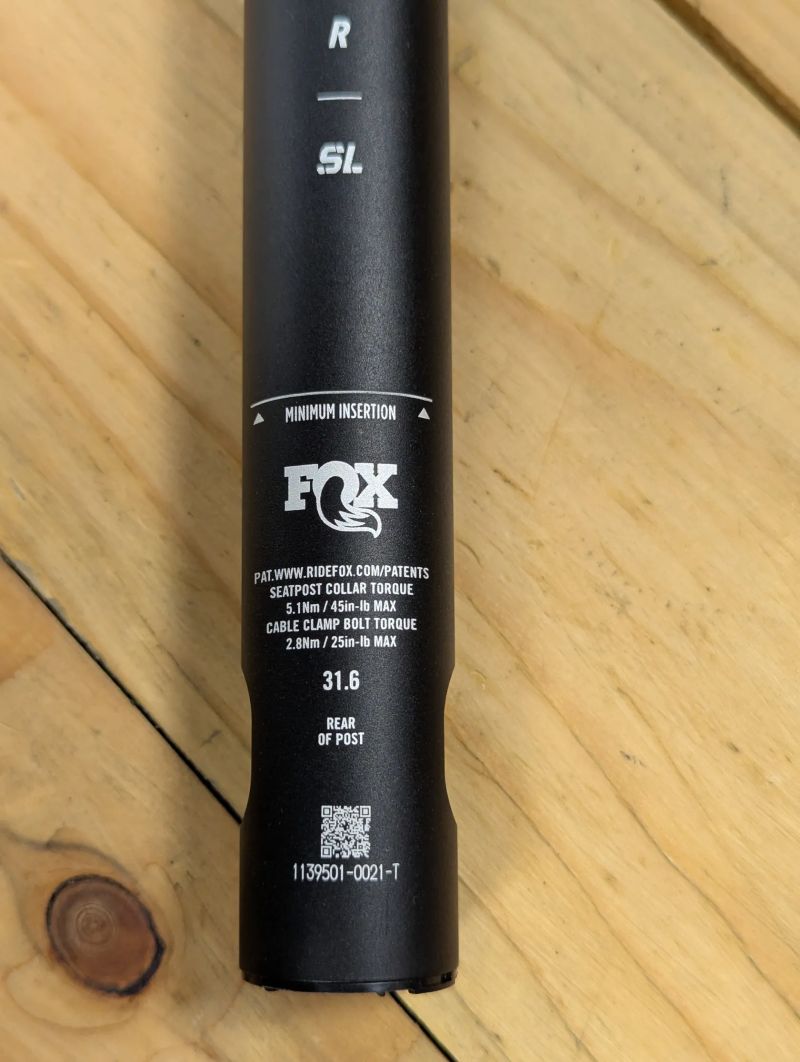 R
SL
MINIMUM INSERTION
FOX
PAT.WWW.RIDEFOX.COM/PATENTS
SEATPOST COLLAR TORQUE
5.1Nm / 45in-lb MAX
CABLE CLAMP BOLT TORQUE
2.8Nm / 25in-lb MAX
31.6
REAR
OF POST
1139501-0021-T